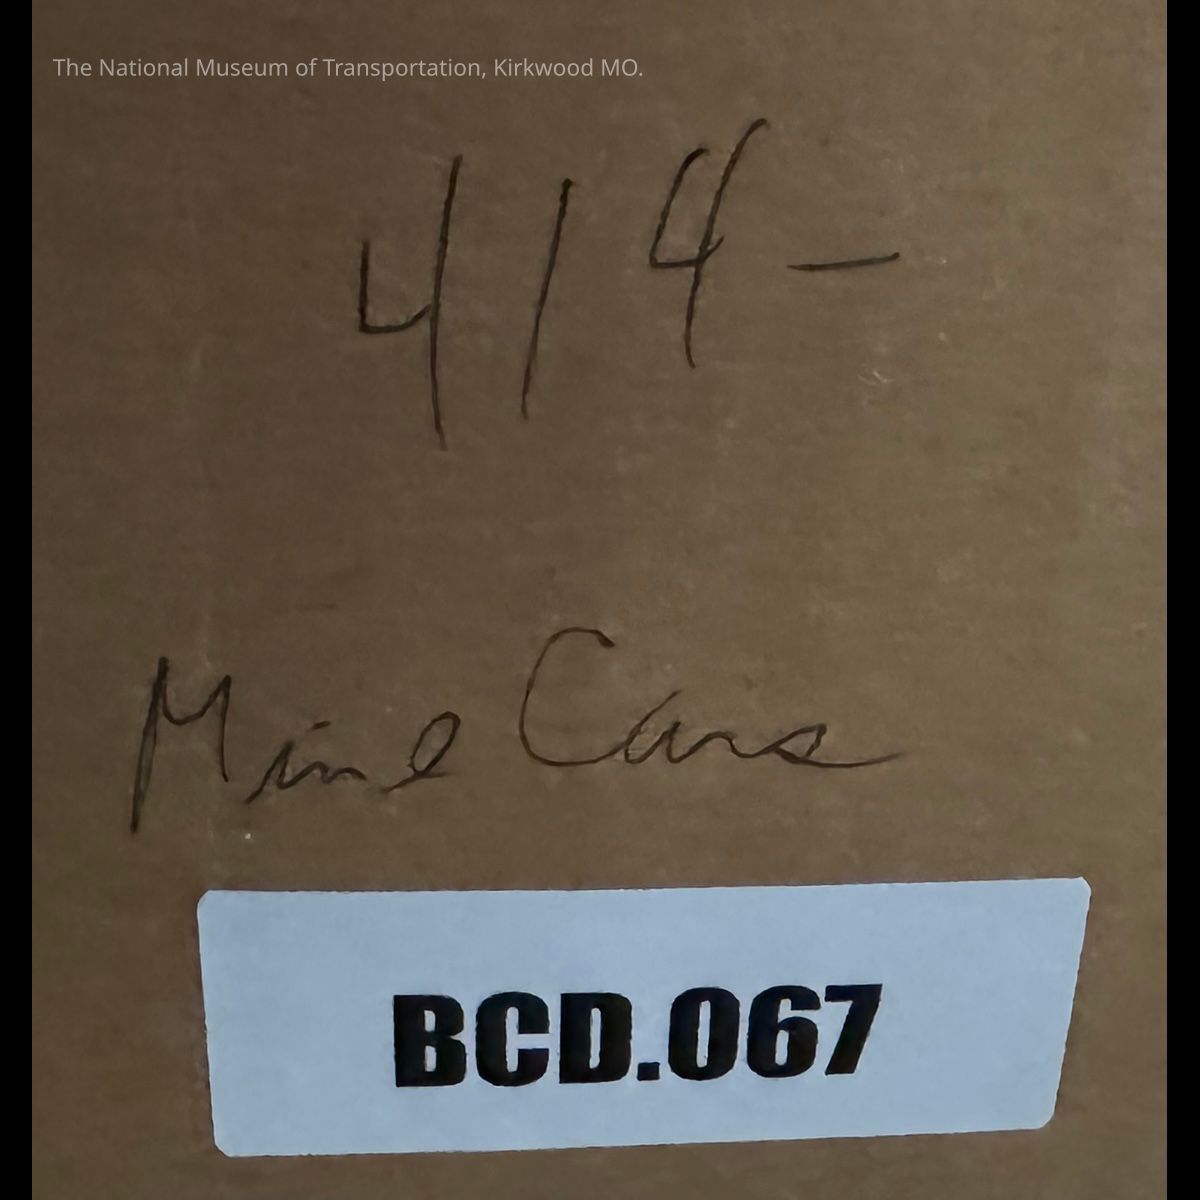 The National Museum of Transportation, Kirkwood MO.
414-
Mine Cars
BCD.067